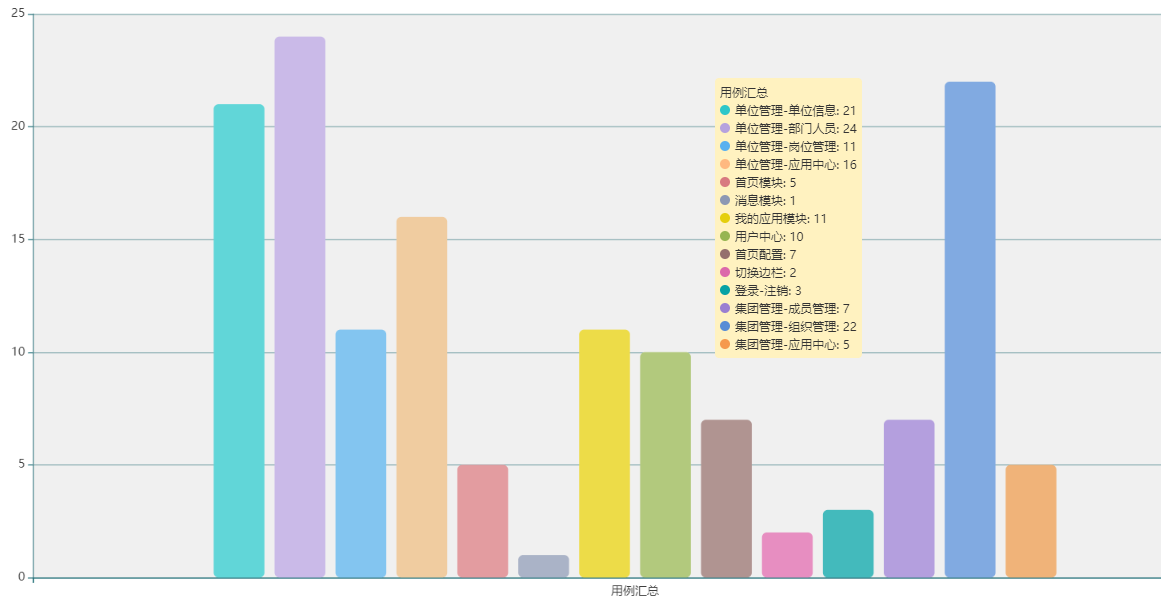 25
20
15
10
5
0
用例汇总
单位管理-单位信息: 21
单位管理-部门人员: 24
单位管理-岗位管理: 11
单位管理-应用中心: 16
首页模块: 5
消息模块: 1
我的应用模块: 11
用户中心: 10
首页配置: 7
切换边栏: 2
登录-注销: 3
集团管理-成员管理: 7
集团管理-组织管理: 22
集团管理-应用中心: 5
用例汇总